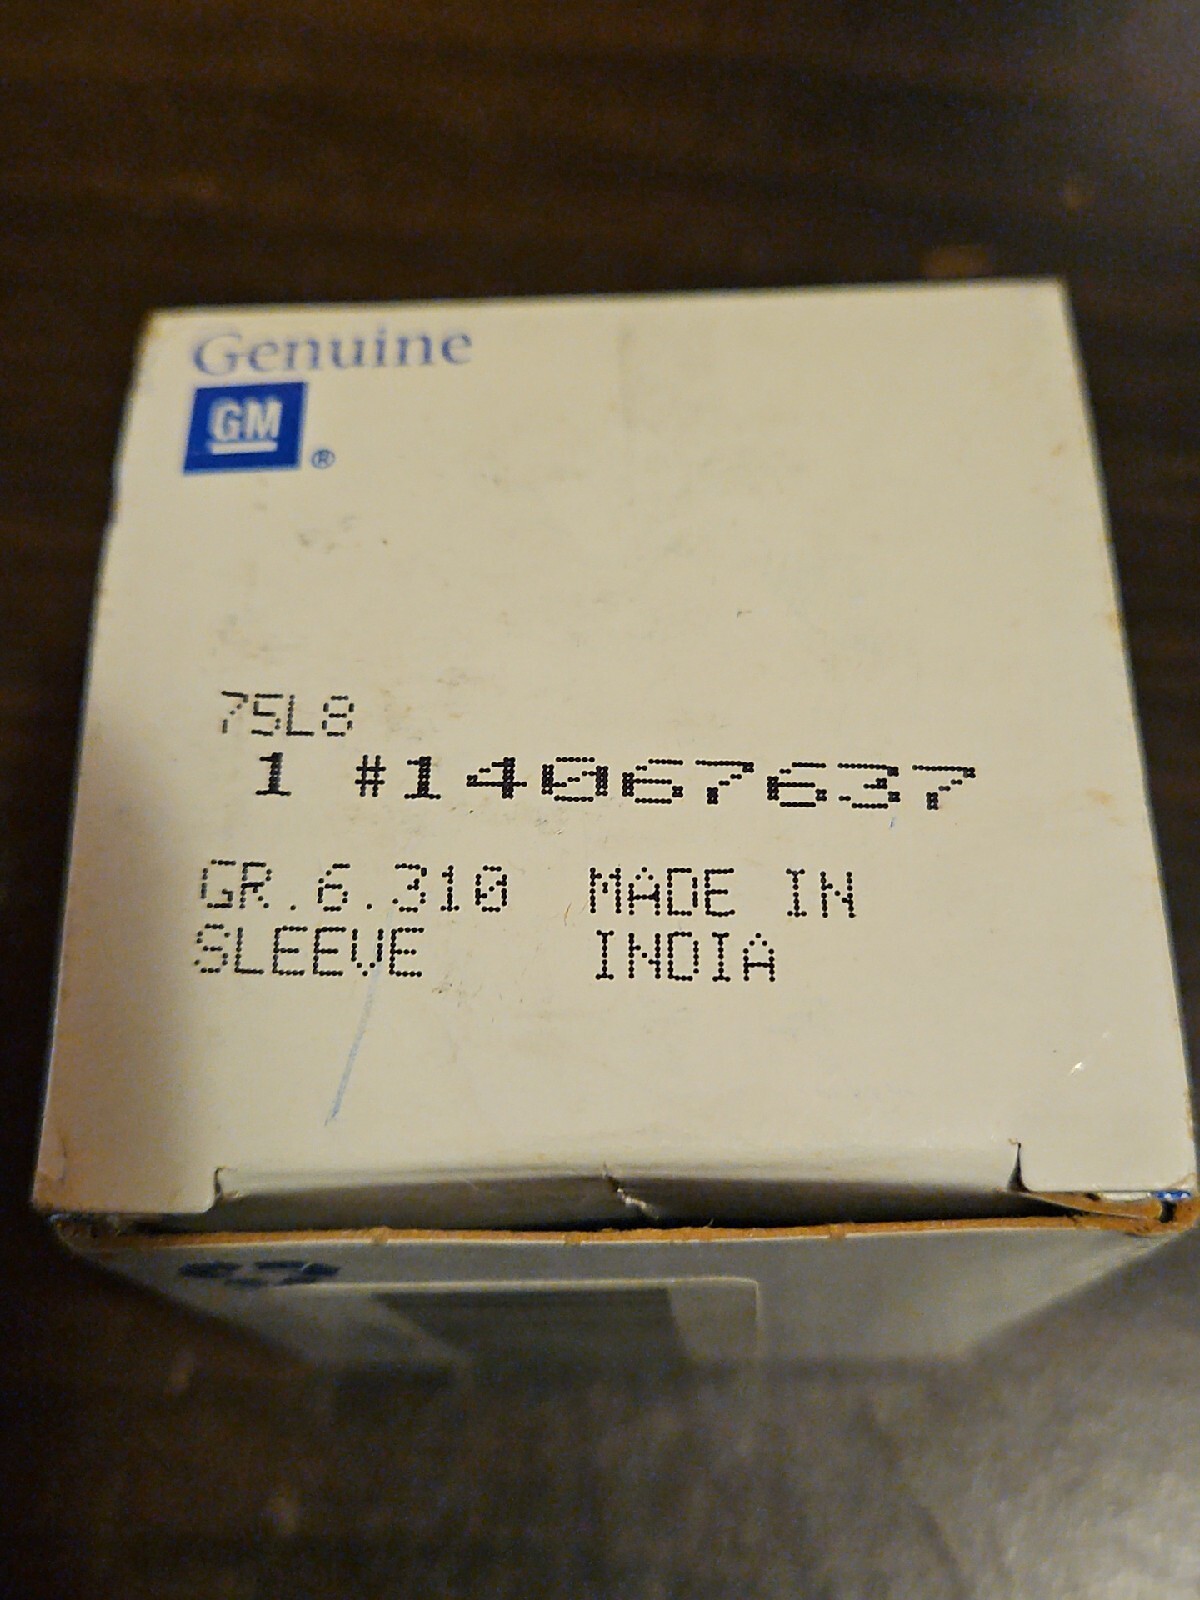 Genuine
GM ®
75L8
1 #14067637
GR.6.310 MADE IN
SLEEVE INDIA